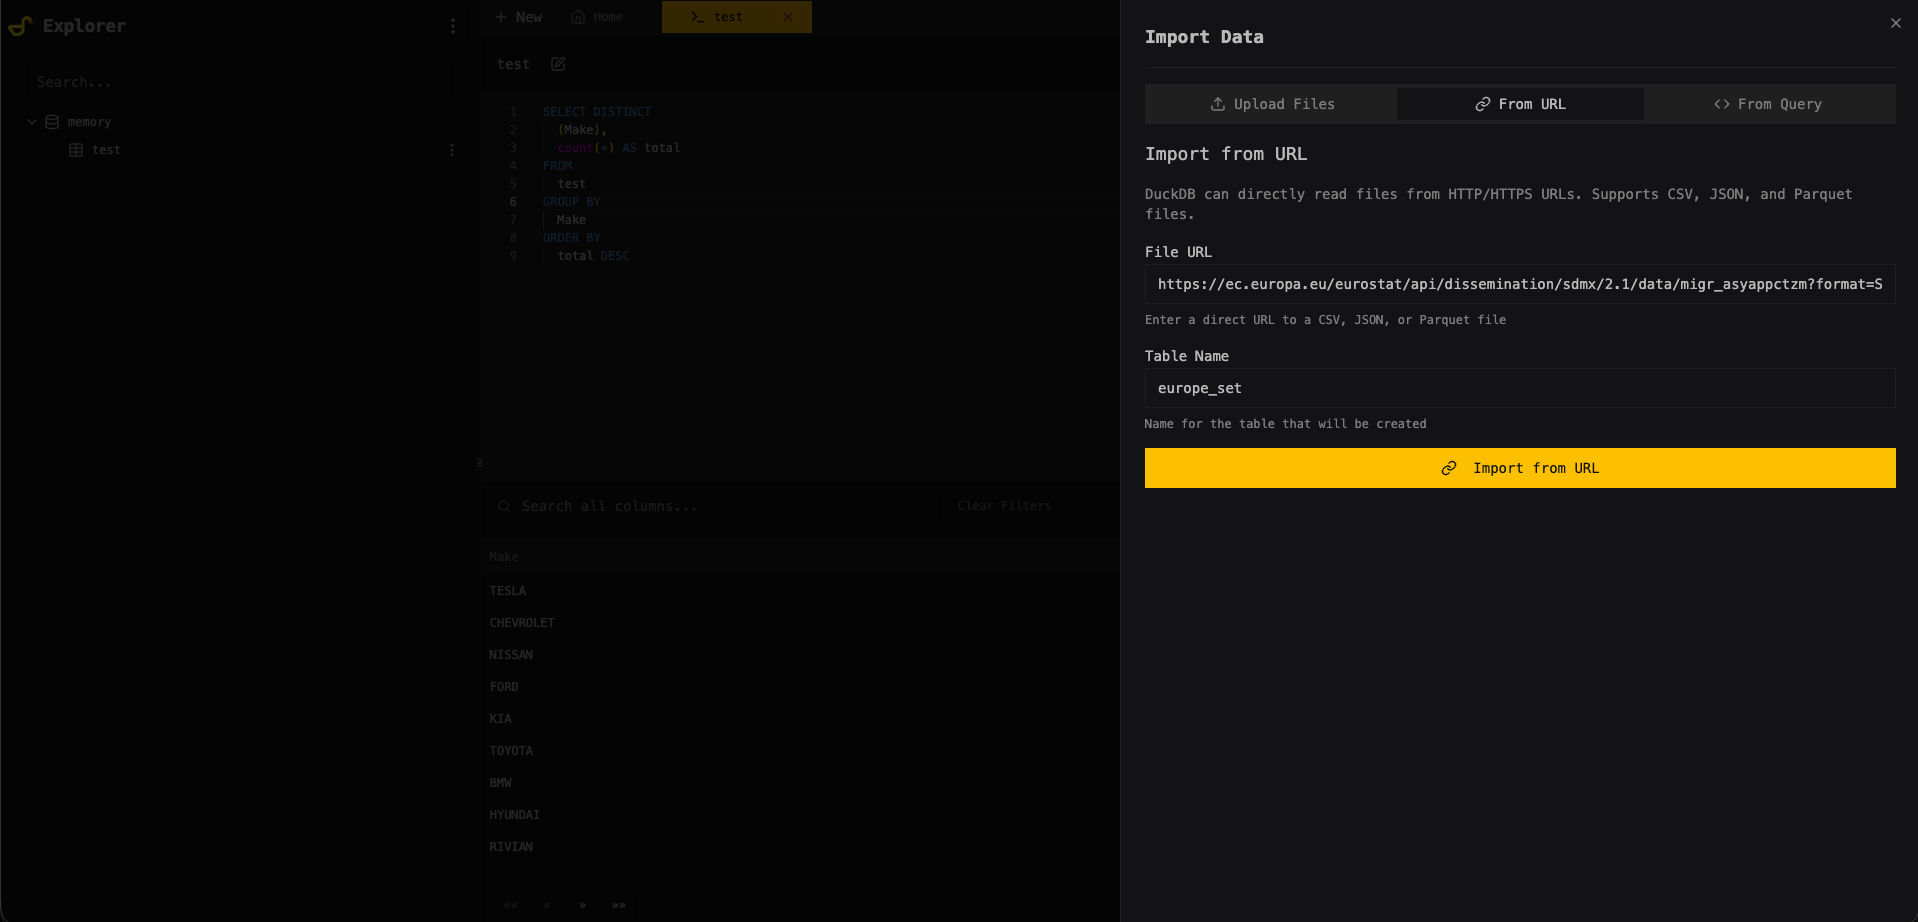 Explorer
Search...
memory
test
New
Home
test
test
1 SELECT DISTINCT
2 (Make),
3 count(*) AS total
4 FROM
5 test
6 GROUP BY
7 Make
8 ORDER BY
9 total DESC
Search all columns...
Clear Filters
Make
TESLA
CHEVROLET
NISSAN
FORD
KIA
TOYOTA
BMW
HYUNDAI
RIVIAN
«« « » »»
Import Data
Upload Files
From URL
From Query
Import from URL
DuckDB can directly read files from HTTP/HTTPS URLs. Supports CSV, JSON, and Parquet
files.
File URL
https://ec.europa.eu/eurostat/api/dissemination/sdmx/2.1/data/migr_asyappctzm?format=S
Enter a direct URL to a CSV, JSON, or Parquet file
Table Name
europe_set
Name for the table that will be created
Import from URL